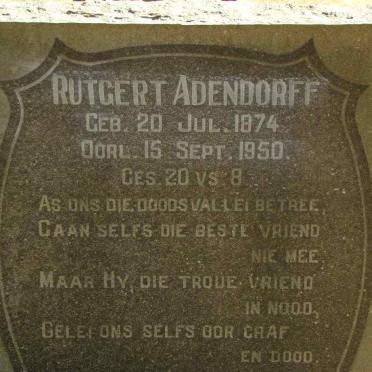 RUTGERT ADENDORFF
GEB. 20 JUL. 1874
OORL. 15 SEPT. 1950.
GES. 20 VS 8
AS ONS DIE DOODSVALLEI BETREE,
GAAN SELFS DIE BESTE VRIEND
NIE MEE
MAAR HY, DIE TROUE VRIEND
IN NOOD,
GELEI ONS SELFS OOR GRAF
EN DOOD.